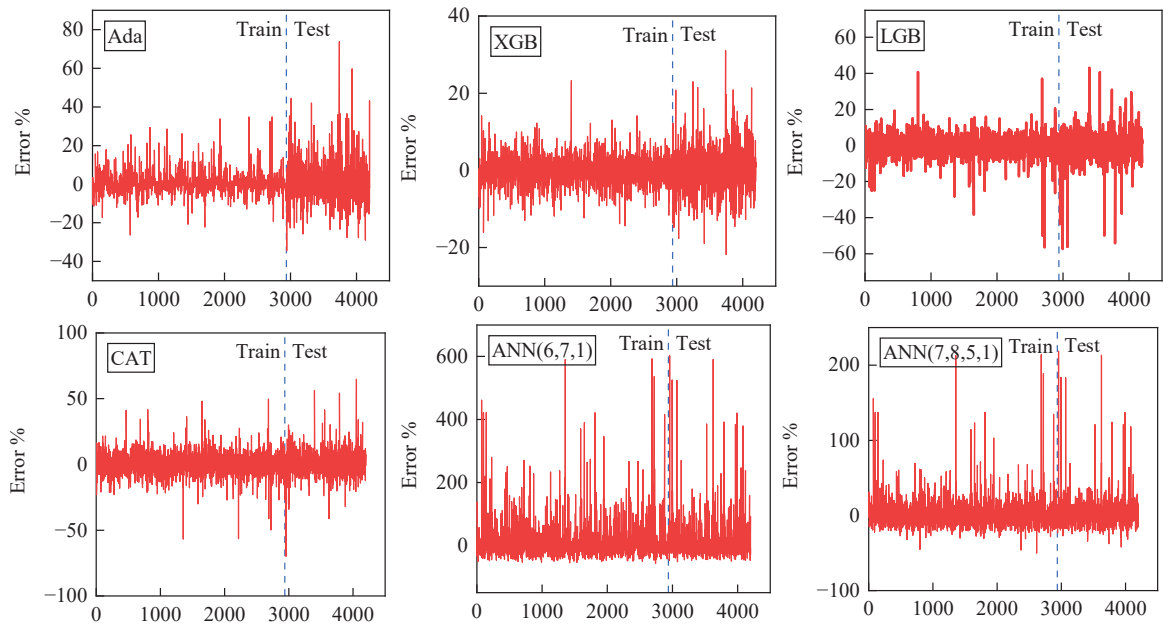 Ada
Train
Test
Error %
80
60
40
20
0
−20
−40
0
1000
2000
3000
4000
XGB
Train
Test
Error %
40
20
0
−20
0
1000
2000
3000
4000
LGB
Train
Test
Error %
60
40
20
0
−20
−40
−60
0
1000
2000
3000
4000
CAT
Train
Test
Error %
100
50
0
−50
−100
0
1000
2000
3000
4000
ANN(6,7,1)
Train
Test
Error %
600
400
200
0
0
1000
2000
3000
4000
ANN(7,8,5,1)
Train
Test
Error %
200
100
0
−100
0
1000
2000
3000
4000